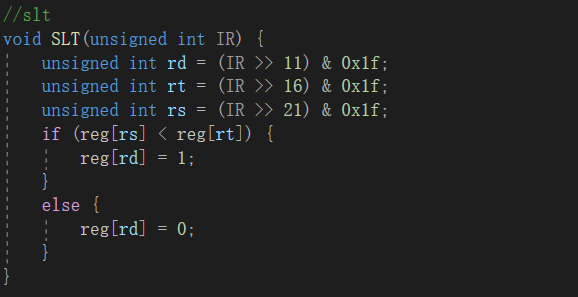 //slt
void SLT(unsigned int IR) {
    unsigned int rd = (IR >> 11) & 0x1f;
    unsigned int rt = (IR >> 16) & 0x1f;
    unsigned int rs = (IR >> 21) & 0x1f;
    if (reg[rs] < reg[rt]) {
        reg[rd] = 1;
    }
    else {
        reg[rd] = 0;
    }
}